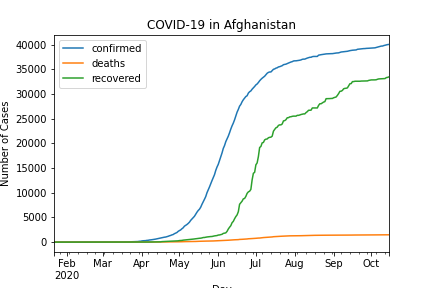 COVID-19 in Afghanistan
confirmed
deaths
recovered
Number of Cases
40000
35000
30000
25000
20000
15000
10000
5000
0
Feb Mar Apr May Jun Jul Aug Sep Oct
2020